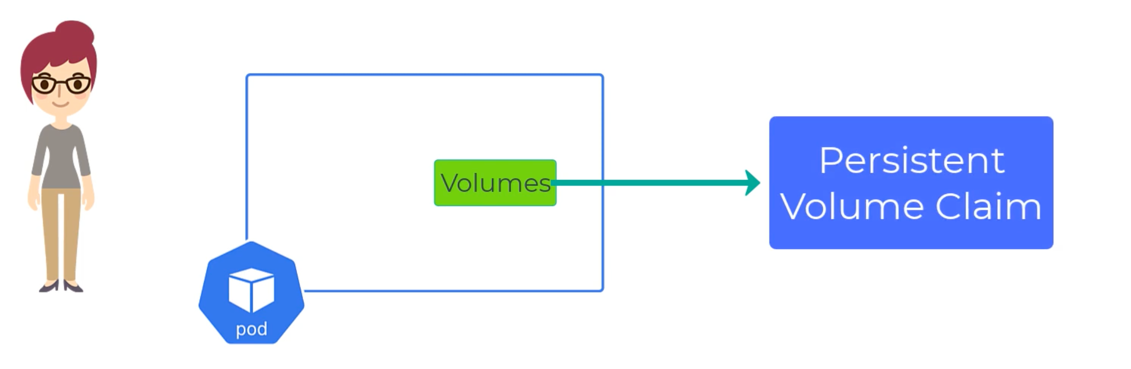 Volumes
Persistent
Volume Claim
pod